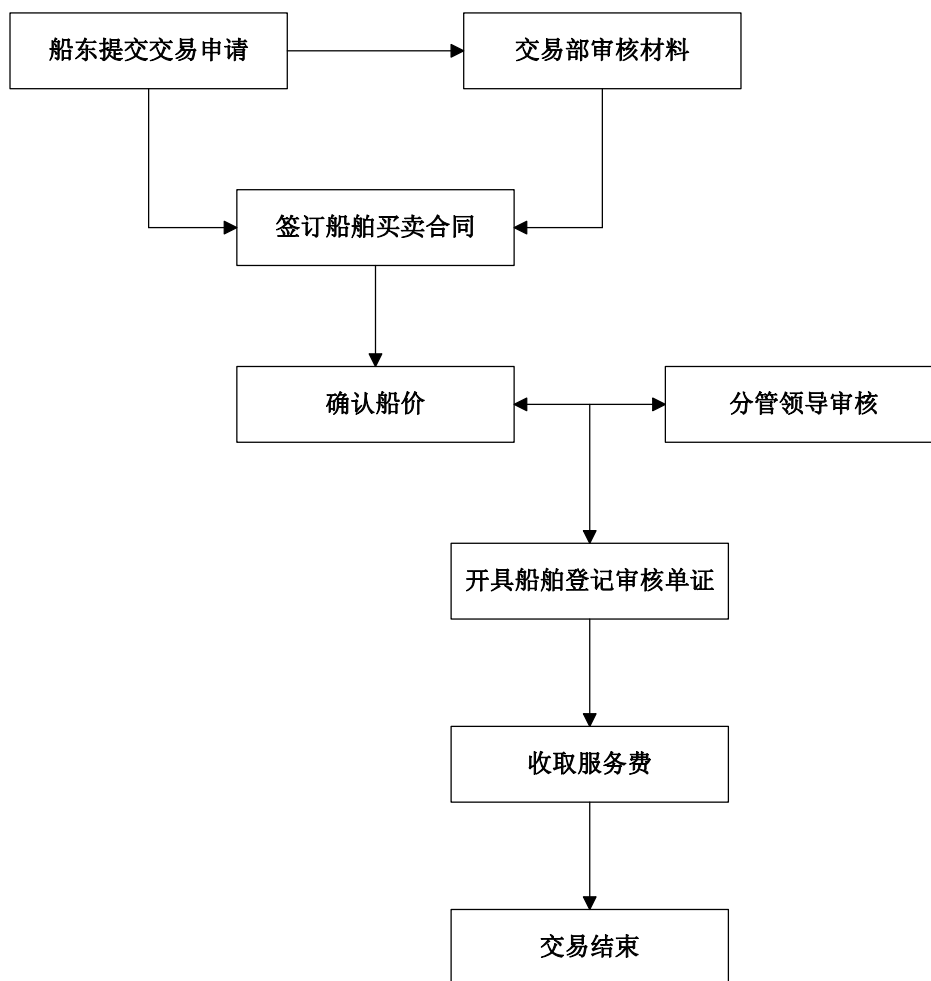 船东提交交易申请
交易部审核材料
签订船舶买卖合同
确认船价
分管领导审核
开具船舶登记审核单证
收取服务费
交易结束